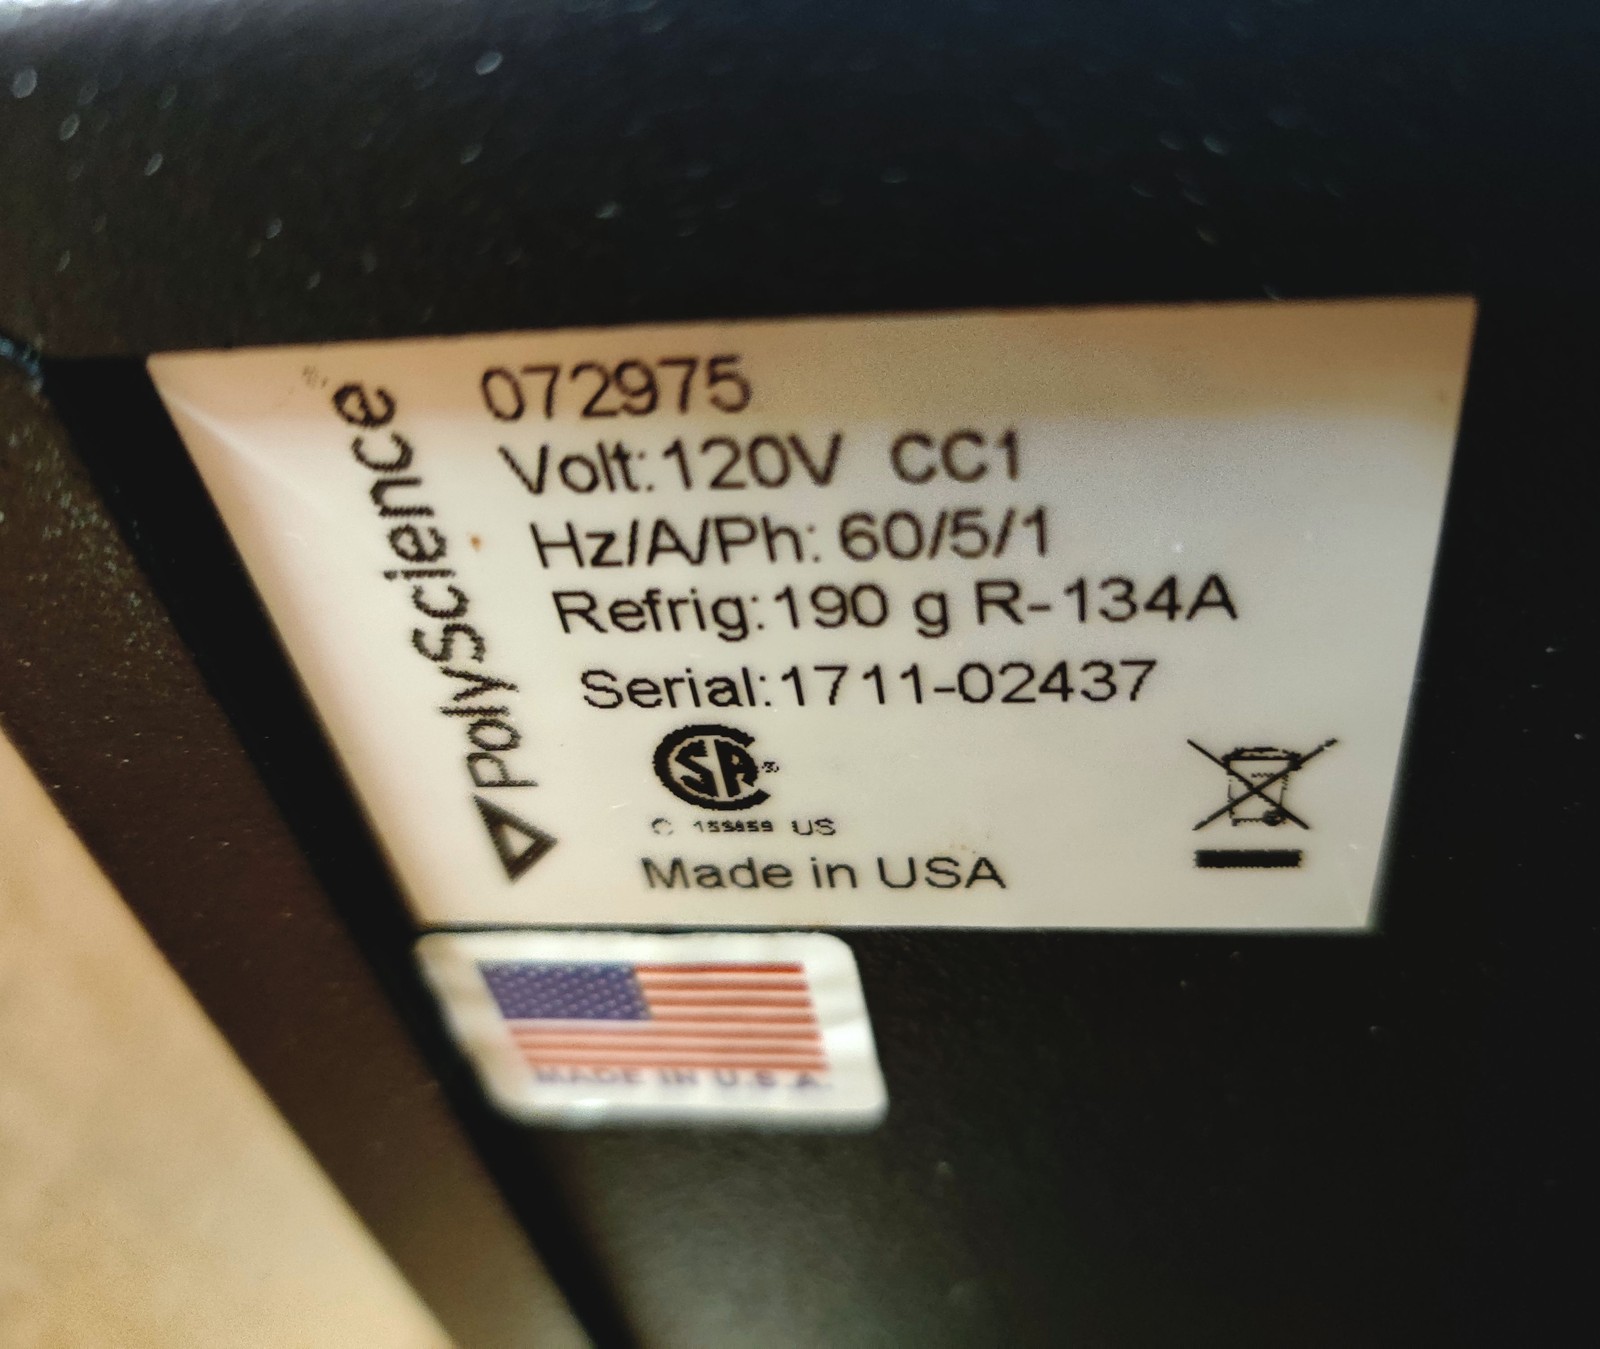 PolyScience
072975
Volt: 120V CC1
Hz/A/Ph: 60/5/1
Refrig: 190 g R-134A
Serial: 1711-02437
SA®
C US
Made in USA
MADE IN U.S.A.